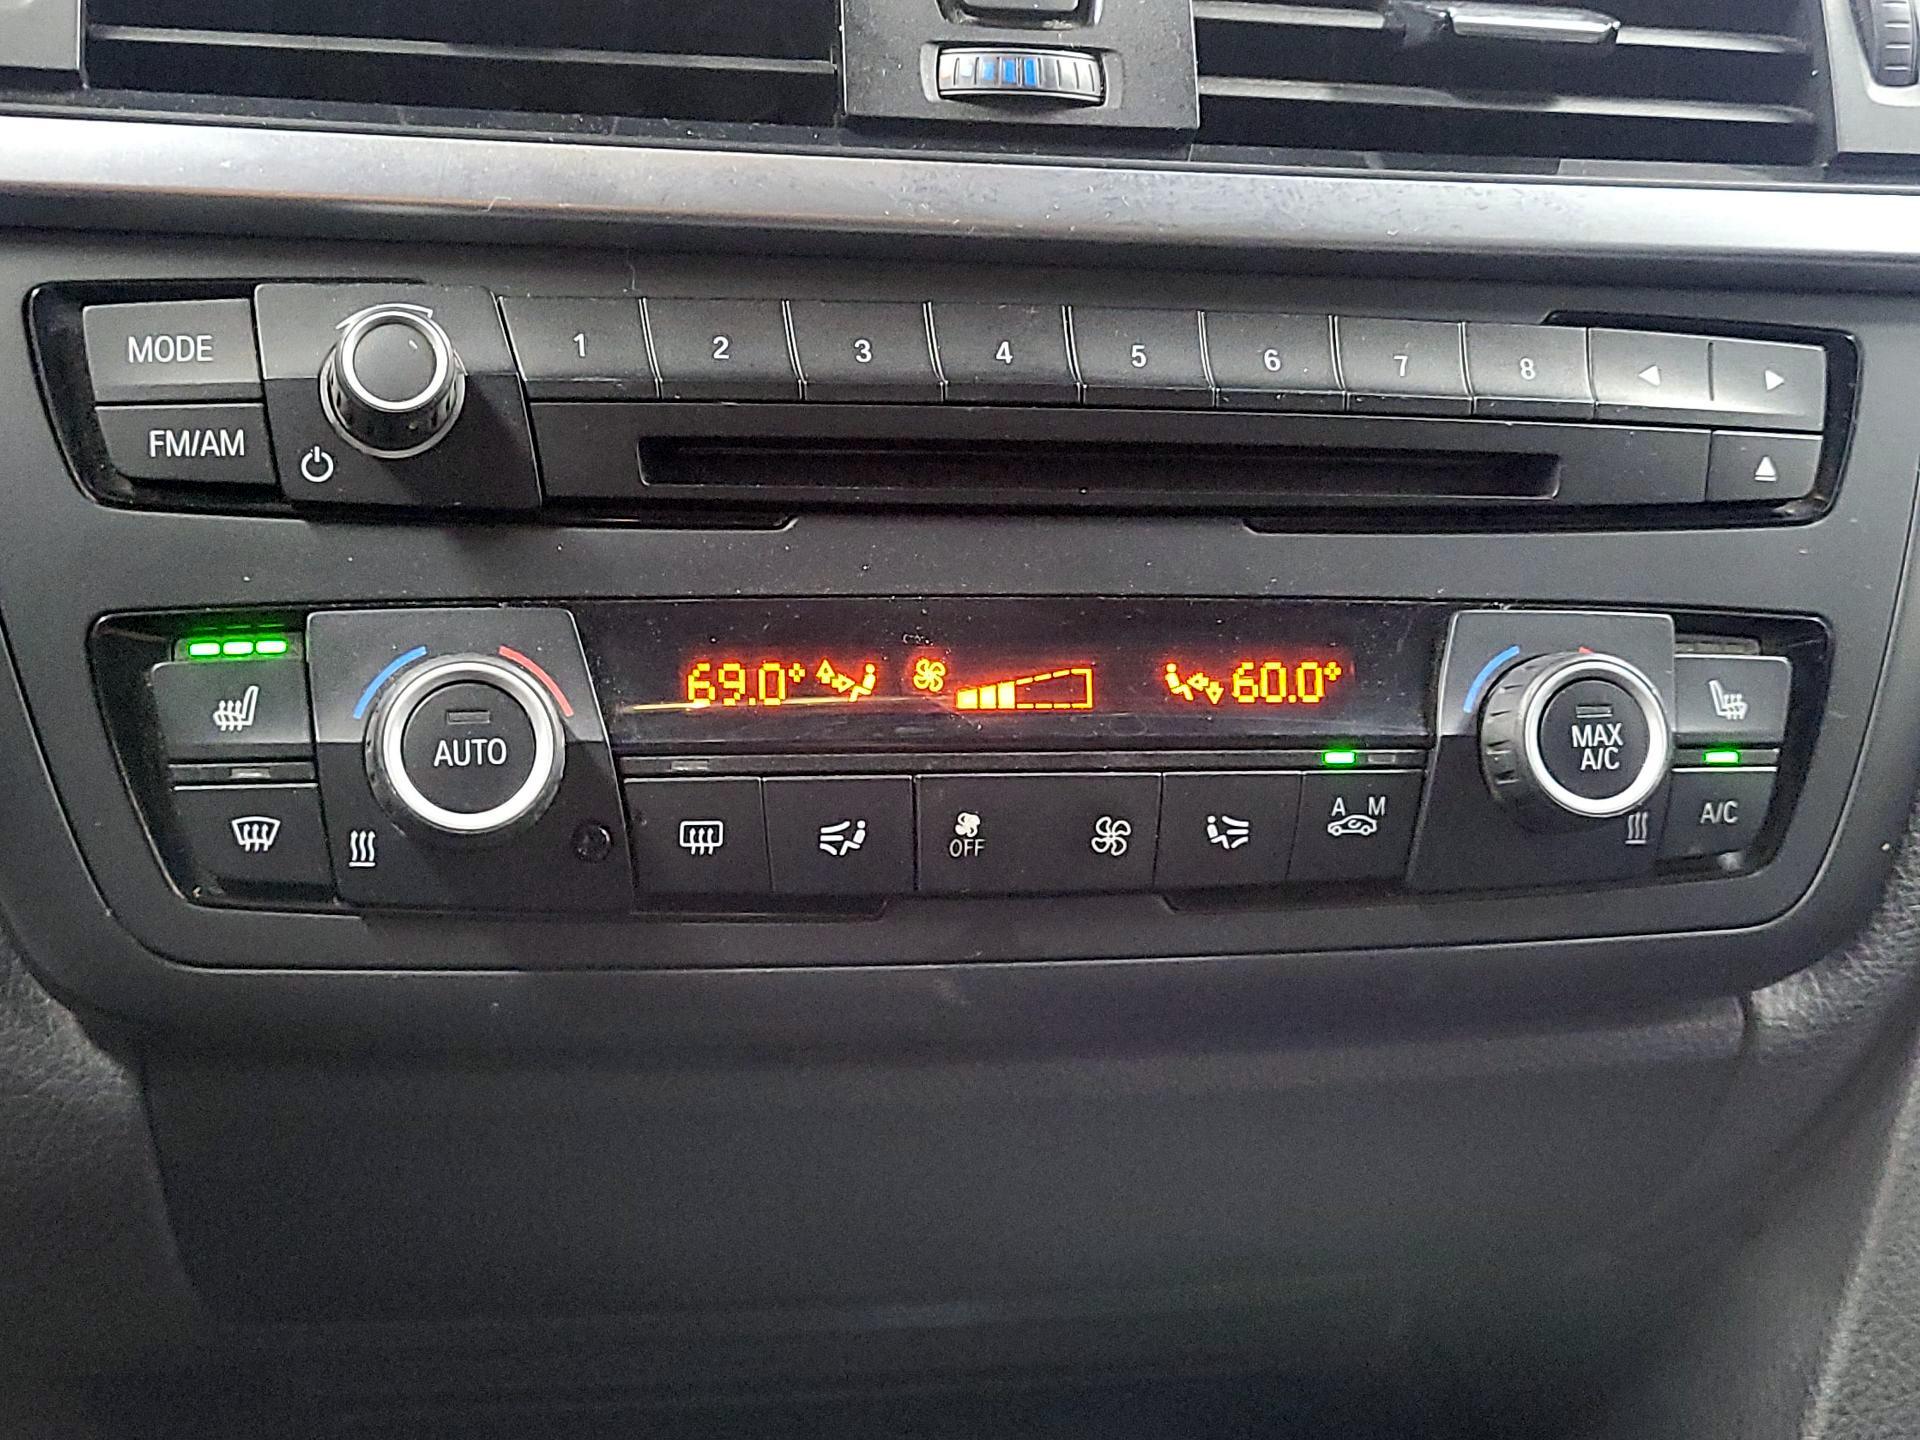 MODE
1 2 3 4 5 6 7 8
FM/AM
69.0°
60.0°
AUTO
MAX
A/C
OFF
A M
A/C